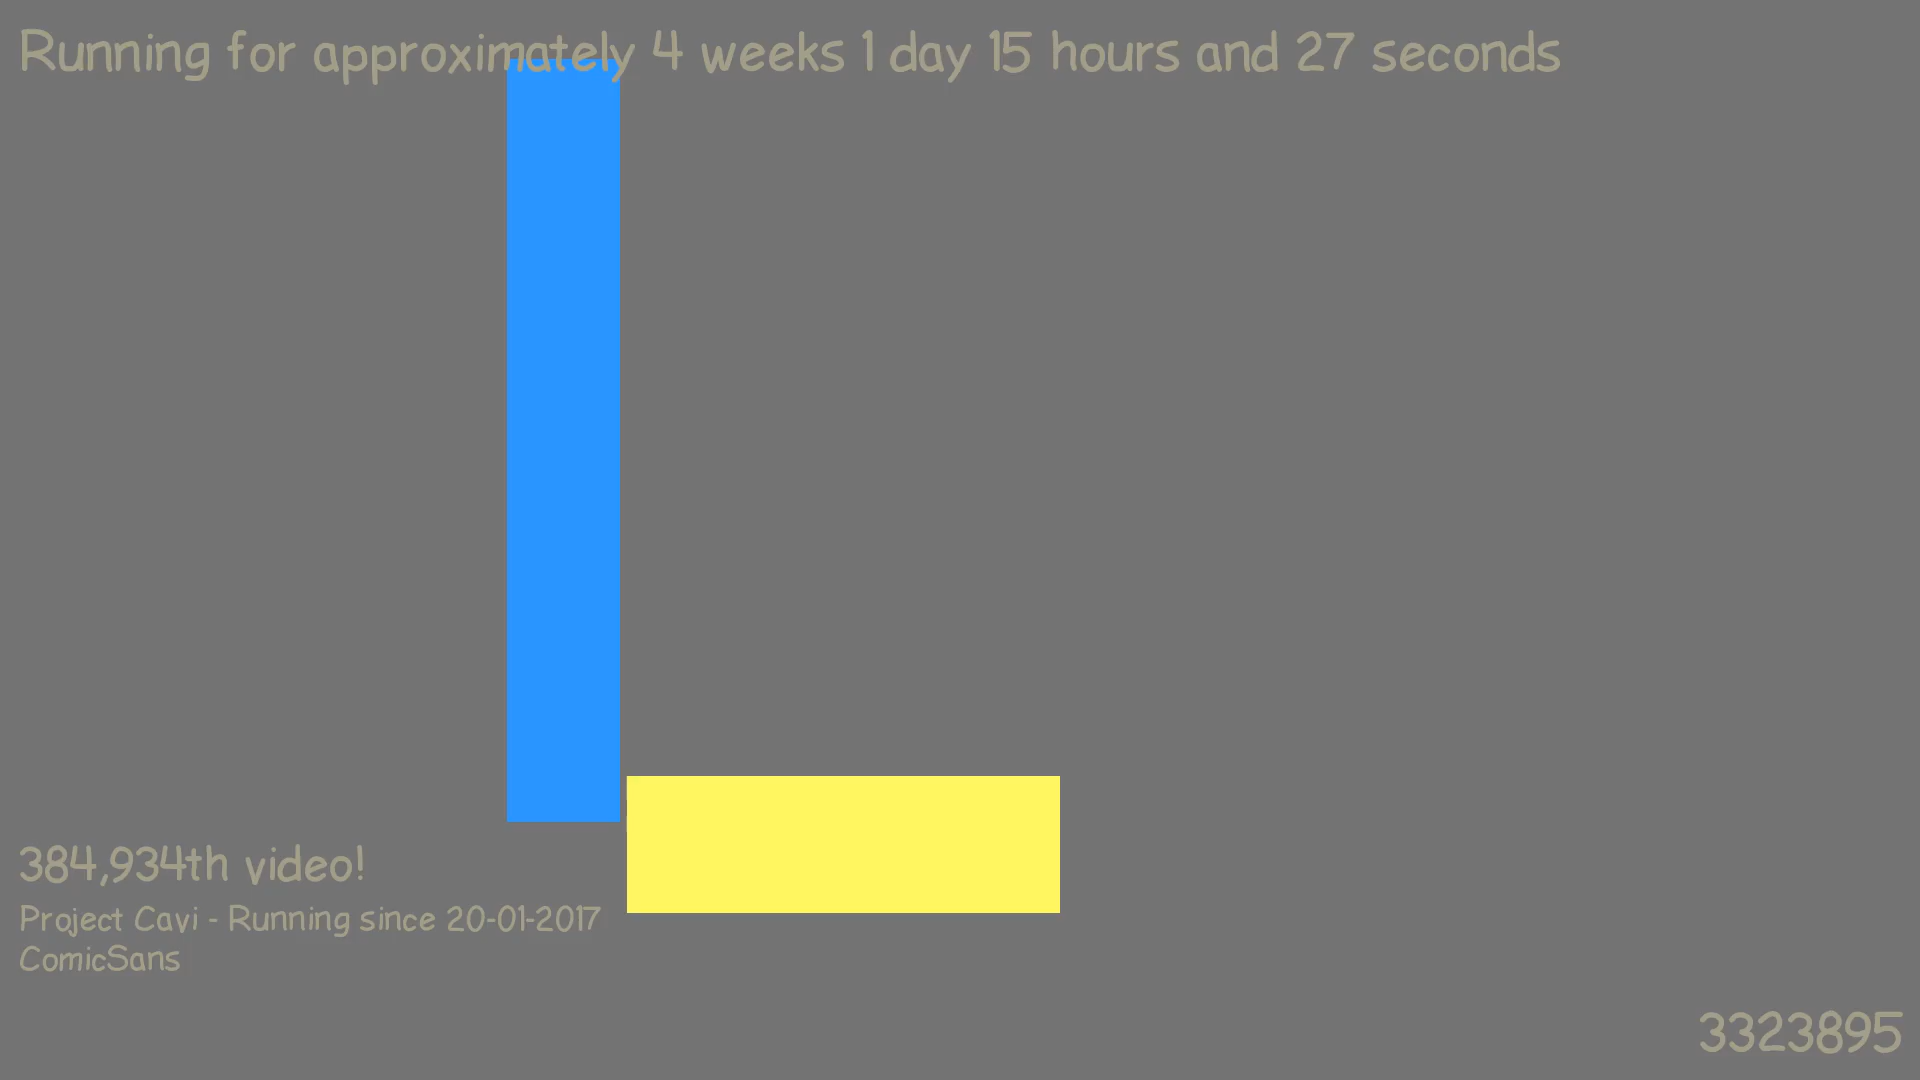 Running for approximately 4 weeks 1 day 15 hours and 27 seconds
384,934th video!
Project Cavi - Running since 20-01-2017
ComicSans
3323895